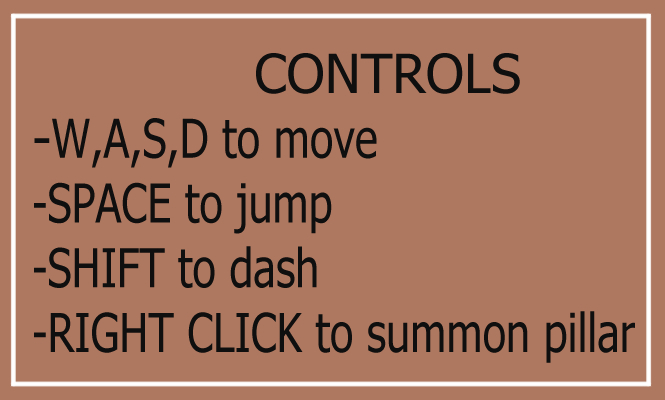 CONTROLS
-W,A,S,D to move
-SPACE to jump
-SHIFT to dash
-RIGHT CLICK to summon pillar